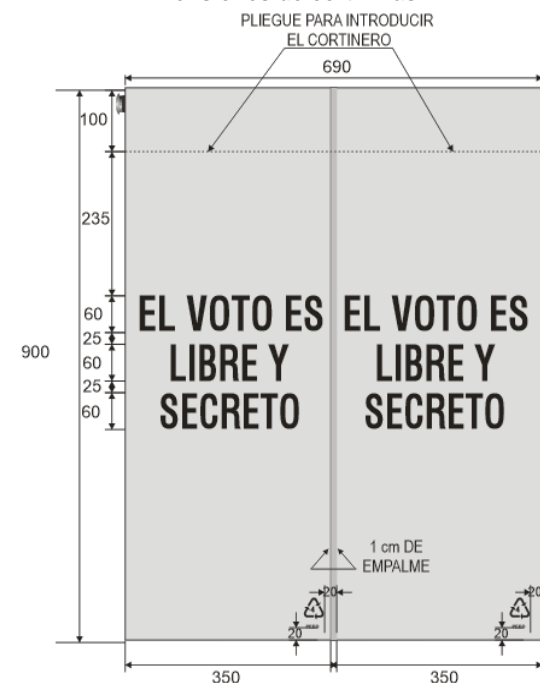 PLIEGUE PARA INTRODUCIR
EL CORTINERO
690
100
235
60
25
60
25
60
900
EL VOTO ES
LIBRE Y
SECRETO
EL VOTO ES
LIBRE Y
SECRETO
1 cm DE
EMPALME
20
20
20
20
350
350